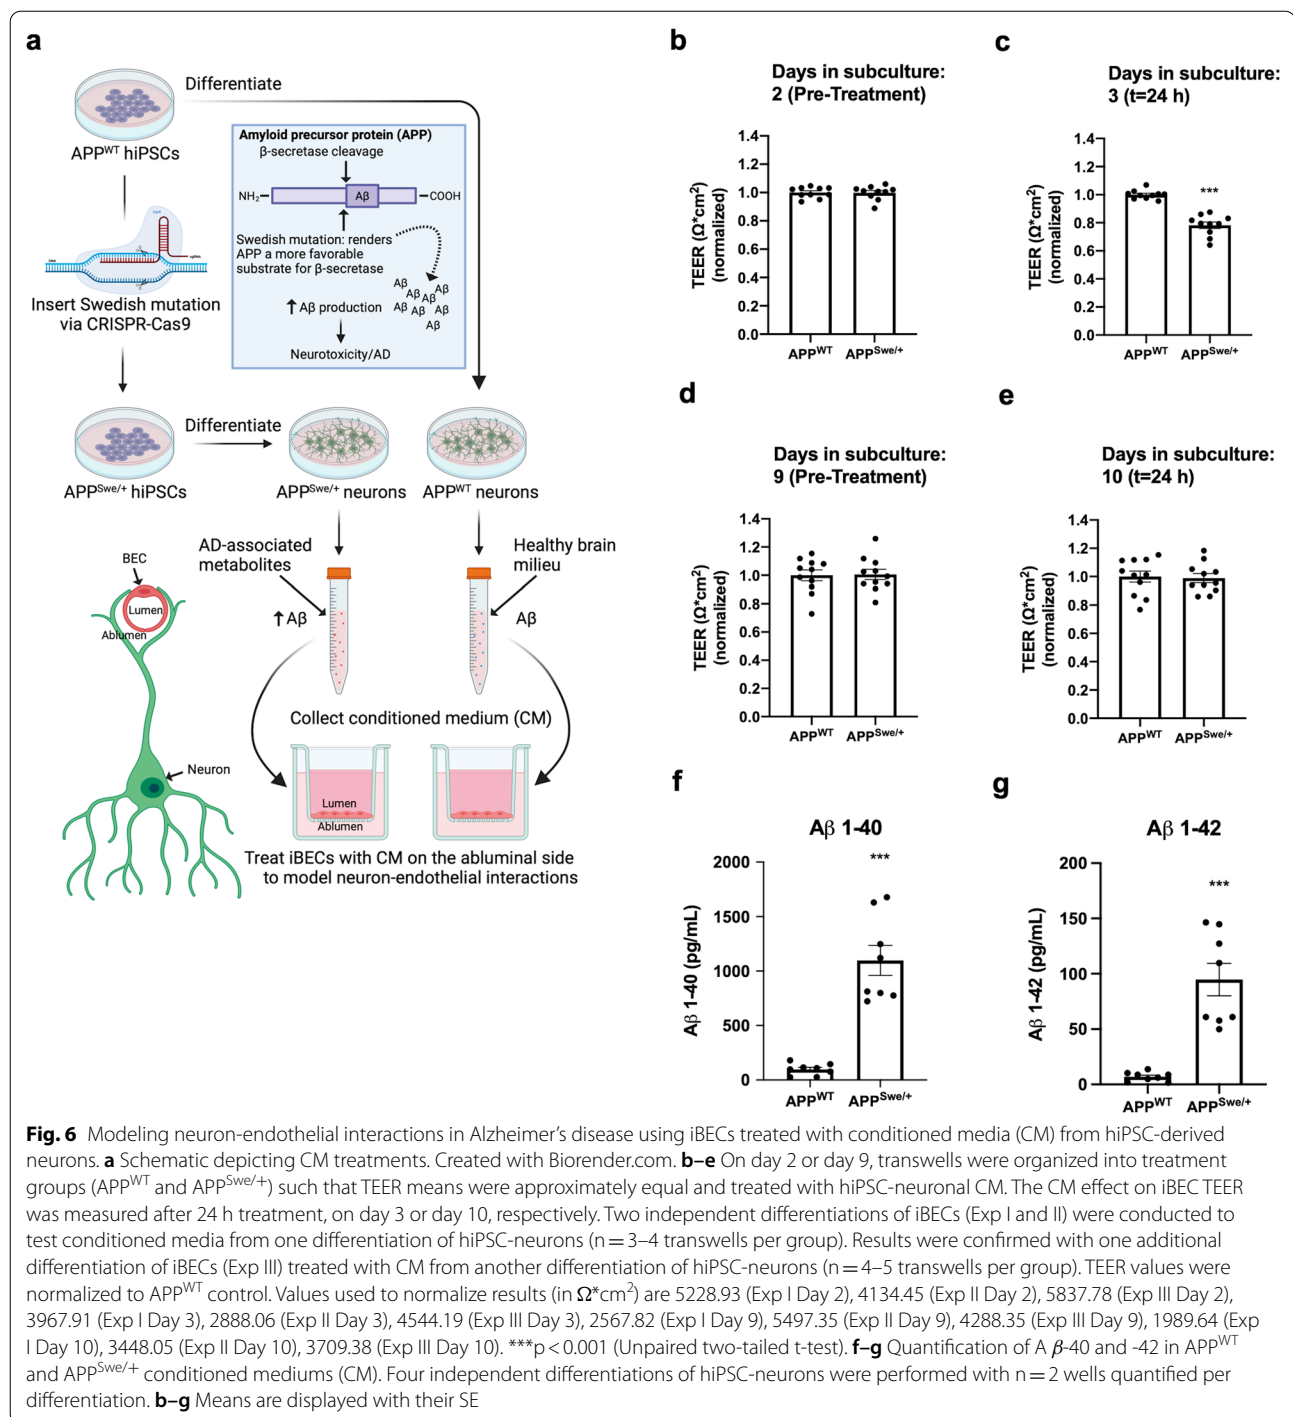 a
Differentiate
APP^WT hiPSCs
Amyloid precursor protein (APP)
β-secretase cleavage
NH₂
Aβ
COOH
Swedish mutation: renders
APP a more favorable
substrate for β-secretase
Aβ
Aβ
Aβ
Aβ
Aβ
Aβ
Aβ
Aβ
↑ Aβ production
Neurotoxicity/AD
Insert Swedish mutation
via CRISPR-Cas9
Differentiate
APP^Swe/+ hiPSCs
APP^Swe/+ neurons
APP^WT neurons
AD-associated
metabolites
Healthy brain
milieu
↑ Aβ
Aβ
BEC
Lumen
Ablumen
Neuron
Collect conditioned medium (CM)
Lumen
Ablumen
Treat iBECs with CM on the abluminal side
to model neuron-endothelial interactions
b
Days in subculture:
2 (Pre-Treatment)
TEER (Ω*cm²)
(normalized)
1.4
1.2
1.0
0.8
0.6
0.4
0.2
0.0
APP^WT
APP^Swe/+
c
Days in subculture:
3 (t=24 h)
TEER (Ω*cm²)
(normalized)
1.4
1.2
1.0
0.8
0.6
0.4
0.2
0.0
***
APP^WT
APP^Swe/+
d
Days in subculture:
9 (Pre-Treatment)
TEER (Ω*cm²)
(normalized)
1.4
1.2
1.0
0.8
0.6
0.4
0.2
0.0
APP^WT
APP^Swe/+
e
Days in subculture:
10 (t=24 h)
TEER (Ω*cm²)
(normalized)
1.4
1.2
1.0
0.8
0.6
0.4
0.2
0.0
APP^WT
APP^Swe/+
f
Aβ 1-40
Aβ 1-40 (pg/mL)
2000
1500
1000
500
0
***
APP^WT
APP^Swe/+
g
Aβ 1-42
Aβ 1-42 (pg/mL)
200
150
100
50
0
***
APP^WT
APP^Swe/+
Fig. 6 Modeling neuron-endothelial interactions in Alzheimer's disease using iBECs treated with conditioned media (CM) from hiPSC-derived
neurons. a Schematic depicting CM treatments. Created with Biorender.com. b–e On day 2 or day 9, transwells were organized into treatment
groups (APP^WT and APP^Swe/+) such that TEER means were approximately equal and treated with hiPSC-neuronal CM. The CM effect on iBEC TEER
was measured after 24 h treatment, on day 3 or day 10, respectively. Two independent differentiations of iBECs (Exp I and II) were conducted to
test conditioned media from one differentiation of hiPSC-neurons (n = 3–4 transwells per group). Results were confirmed with one additional
differentiation of iBECs (Exp III) treated with CM from another differentiation of hiPSC-neurons (n = 4–5 transwells per group). TEER values were
normalized to APP^WT control. Values used to normalize results (in Ω*cm²) are 5228.93 (Exp I Day 2), 4134.45 (Exp II Day 2), 5837.78 (Exp III Day 2),
3967.91 (Exp I Day 3), 2888.06 (Exp II Day 3), 4544.19 (Exp III Day 3), 2567.82 (Exp I Day 9), 5497.35 (Exp II Day 9), 4288.35 (Exp III Day 9), 1989.64 (Exp
I Day 10), 3448.05 (Exp II Day 10), 3709.38 (Exp III Day 10). ***p < 0.001 (Unpaired two-tailed t-test). f–g Quantification of A β-40 and -42 in APP^WT
and APP^Swe/+ conditioned mediums (CM). Four independent differentiations of hiPSC-neurons were performed with n = 2 wells quantified per
differentiation. b–g Means are displayed with their SE